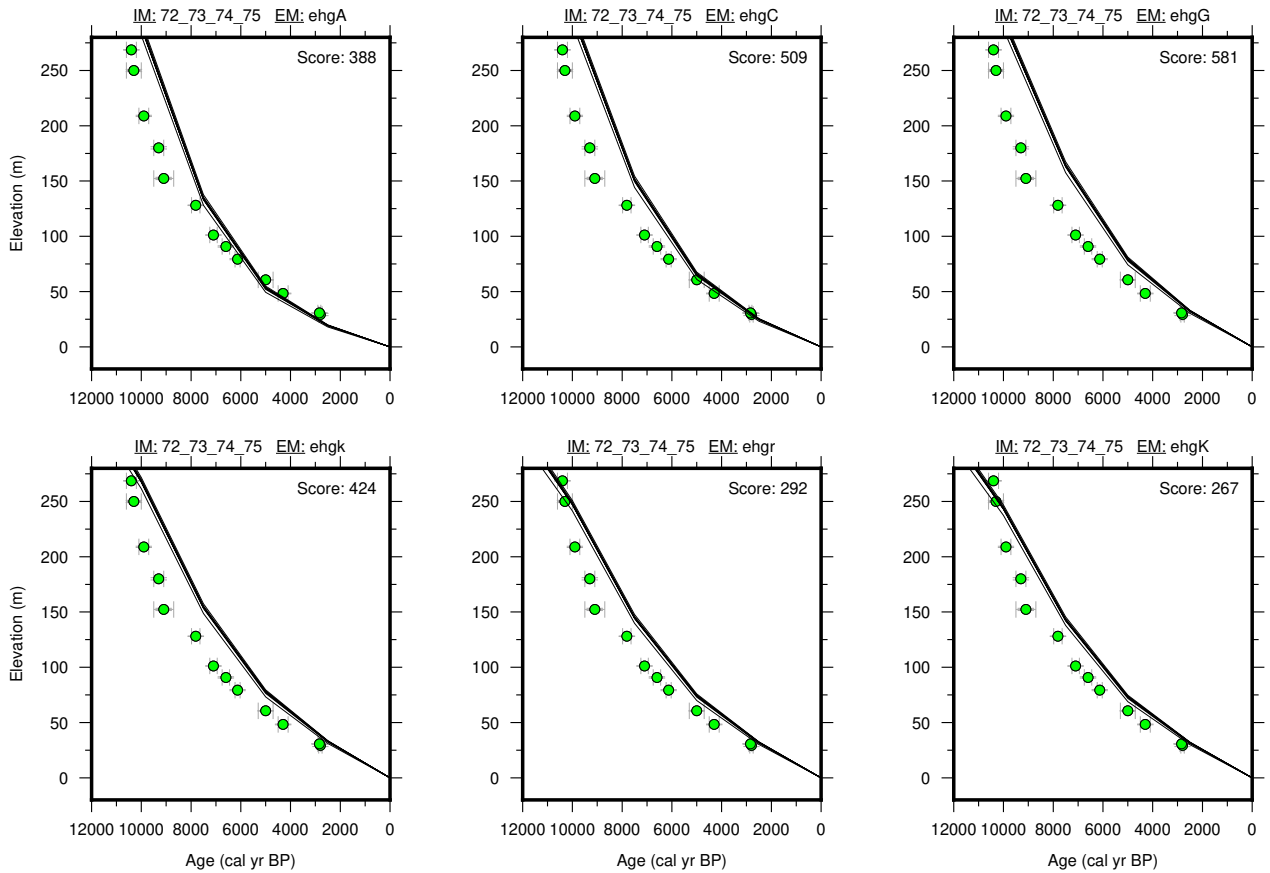 IM: 72_73_74_75 EM: ehgA
IM: 72_73_74_75 EM: ehgC
IM: 72_73_74_75 EM: ehgG
Score: 388
Score: 509
Score: 581
Elevation (m)
250
200
150
100
50
0
250
200
150
100
50
0
250
200
150
100
50
0
12000 10000 8000 6000 4000 2000 0
12000 10000 8000 6000 4000 2000 0
12000 10000 8000 6000 4000 2000 0
IM: 72_73_74_75 EM: ehgk
IM: 72_73_74_75 EM: ehgr
IM: 72_73_74_75 EM: ehgK
Score: 424
Score: 292
Score: 267
Elevation (m)
250
200
150
100
50
0
250
200
150
100
50
0
250
200
150
100
50
0
12000 10000 8000 6000 4000 2000 0
12000 10000 8000 6000 4000 2000 0
12000 10000 8000 6000 4000 2000 0
Age (cal yr BP)
Age (cal yr BP)
Age (cal yr BP)